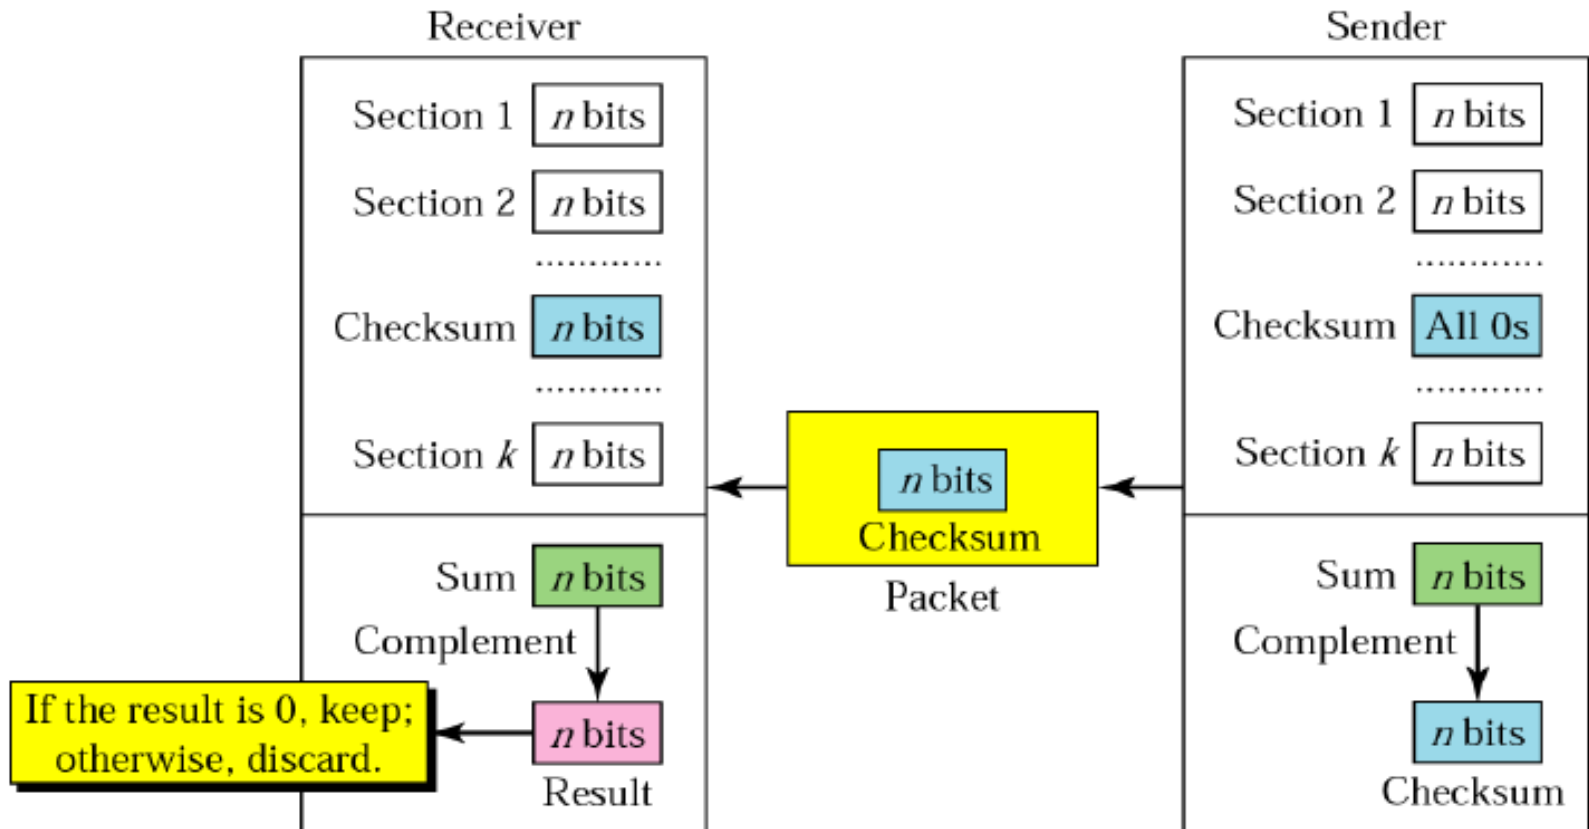 Receiver
Section 1 n bits
Section 2 n bits
............
Checksum n bits
............
Section k n bits
Sum n bits
Complement
n bits
Result
If the result is 0, keep;
otherwise, discard.
n bits
Checksum
Packet
Sender
Section 1 n bits
Section 2 n bits
............
Checksum All 0s
............
Section k n bits
Sum n bits
Complement
n bits
Checksum